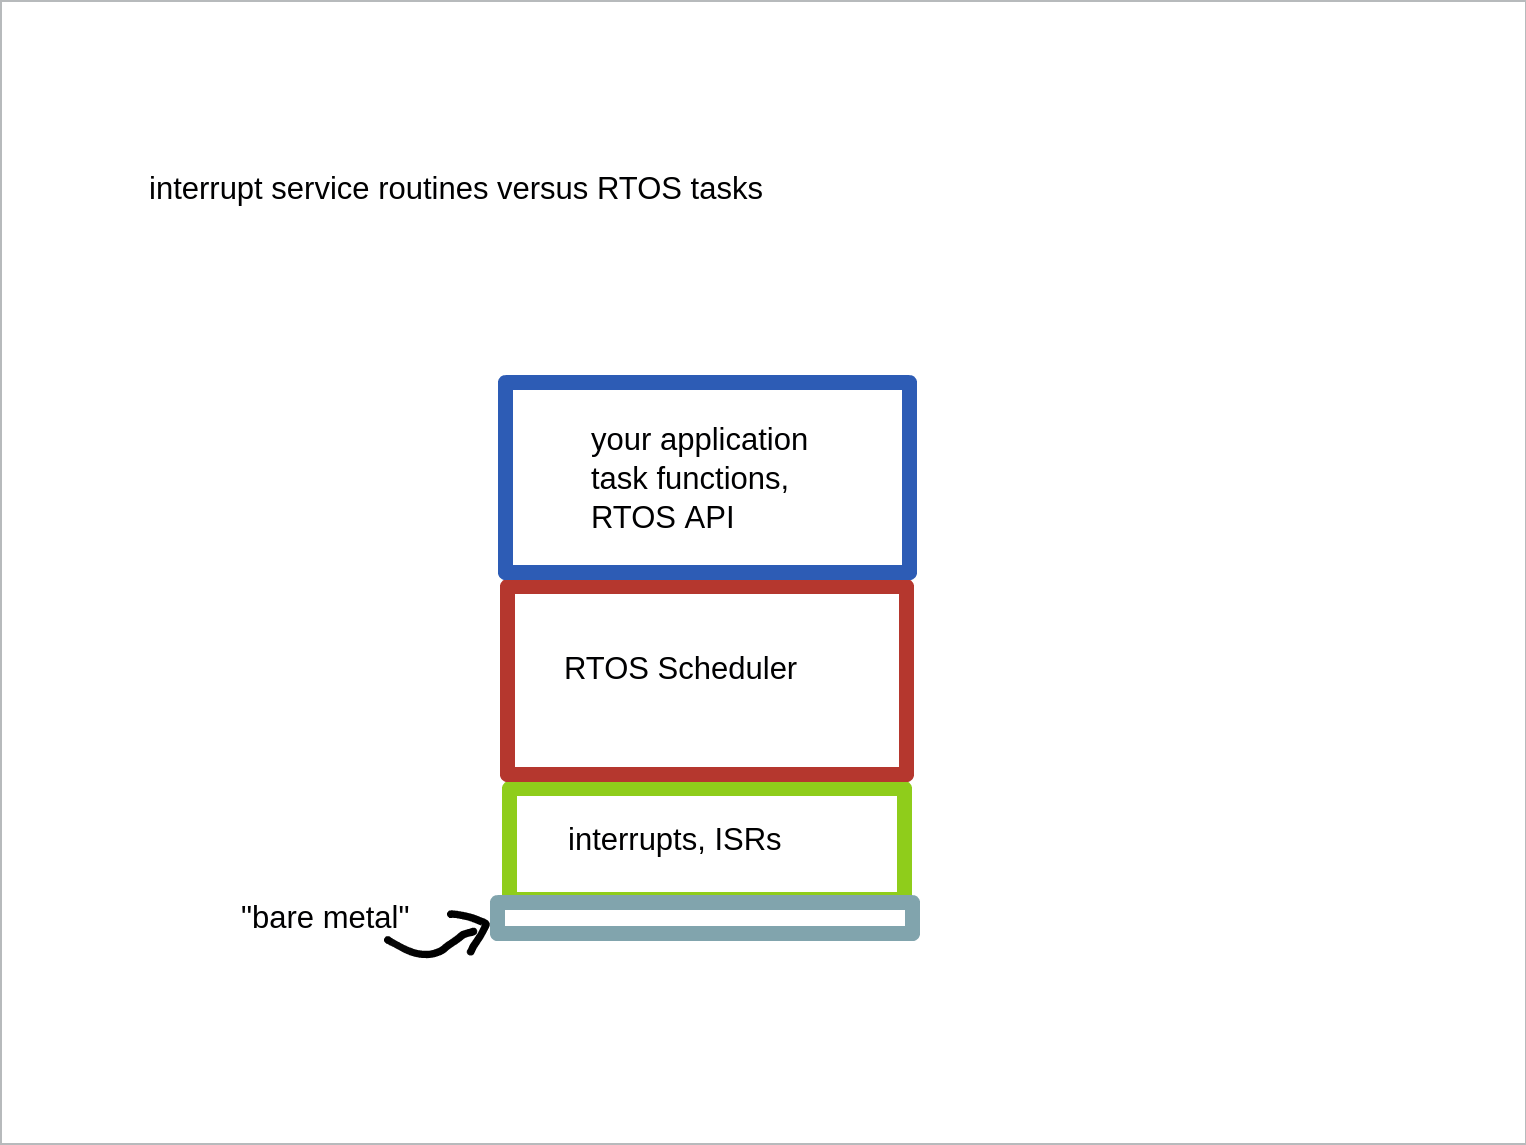 interrupt service routines versus RTOS tasks
your application
task functions,
RTOS API
RTOS Scheduler
interrupts, ISRs
"bare metal"